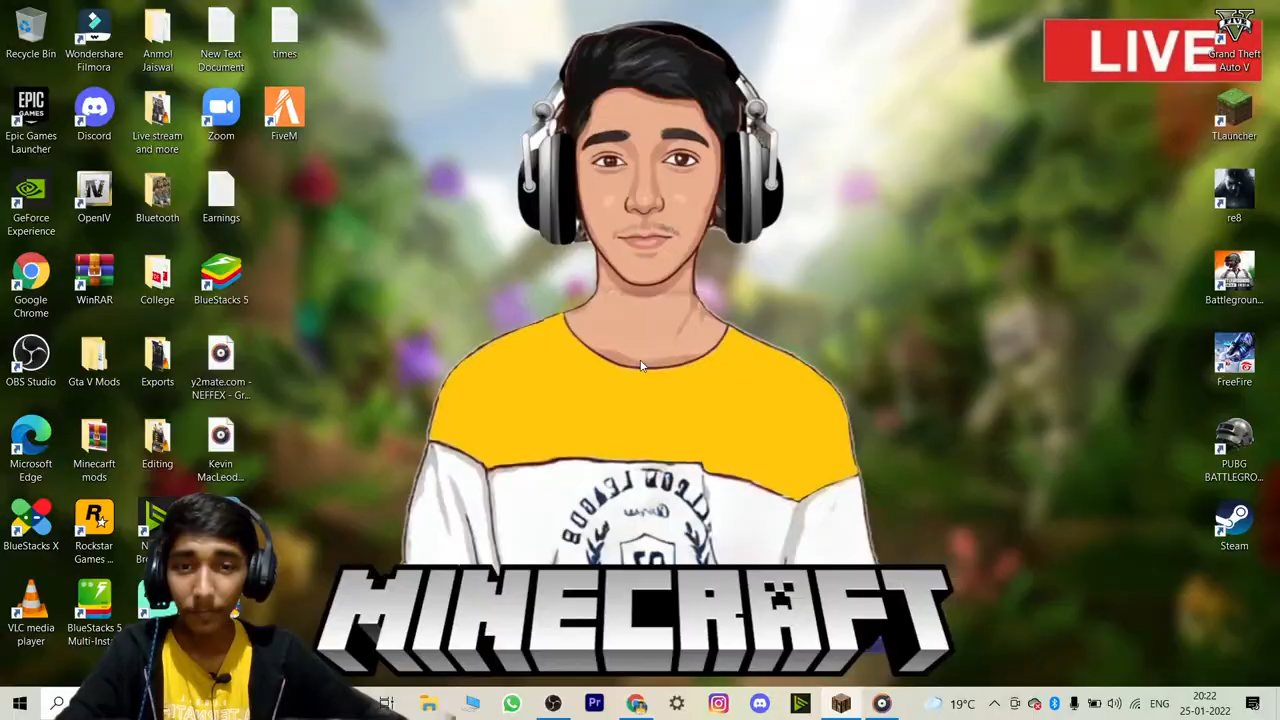 Recycle Bin
Wondershare
Filmora
Anmol
Jaiswal
New Text
Document
times
LIVE
Grand Theft
Auto V
EPIC
GAMES
Epic Games
Launcher
Discord
Live stream
and more
Zoom
FiveM
TLauncher
GeForce
Experience
OpenIV
Bluetooth
Earnings
re8
Google
Chrome
WinRAR
College
BlueStacks 5
Battlegroun...
OBS Studio
Gta V Mods
Exports
y2mate.com -
NEFFEX - Gr...
FreeFire
Microsoft
Edge
Minecarft
mods
Editing
Kevin
MacLeod...
PUBG
BATTLEGRO...
BlueStacks X
Rockstar
Games ...
Steam
VLC media
player
BlueStacks 5
Multi-Inst
MINECRAFT
Pr
19°C
20:22
ENG
25-01-2022